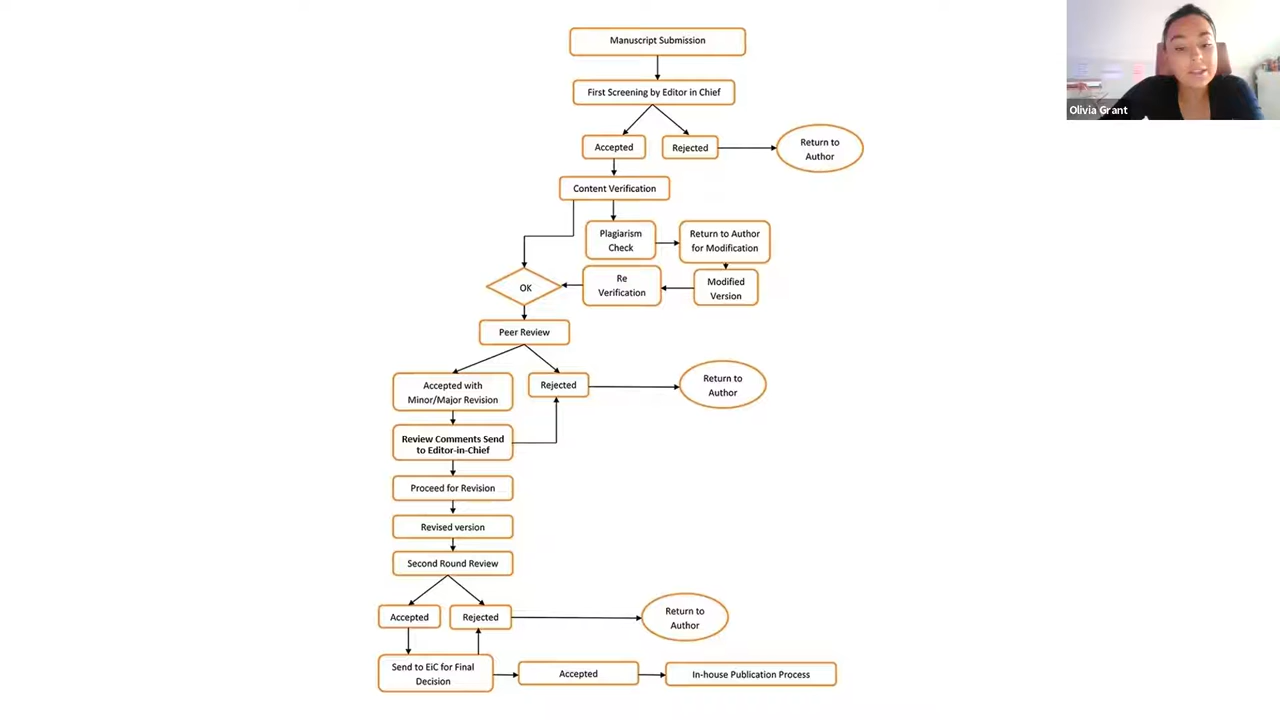 Manuscript Submission
Olivia Grant
First Screening by Editor in Chief
Accepted
Rejected
Return to
Author
Content Verification
Plagiarism
Check
Return to Author
for Modification
OK
Re
Verification
Modified
Version
Peer Review
Accepted with
Minor/Major Revision
Rejected
Return to
Author
Review Comments Send
to Editor-in-Chief
Proceed for Revision
Revised version
Second Round Review
Accepted
Rejected
Return to
Author
Send to EiC for Final
Decision
Accepted
In-house Publication Process